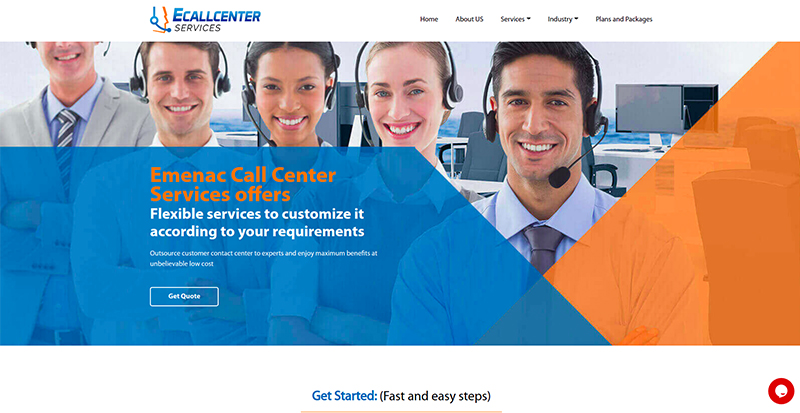 ECALLCENTER
SERVICES
Home About US Services Industry Plans and Packages
Emenac Call Center
Services offers
Flexible services to customize it
according to your requirements
Outsource customer contact center to experts and enjoy maximum benefits at
unbelievable low cost
Get Quote
Get Started: (Fast and easy steps)